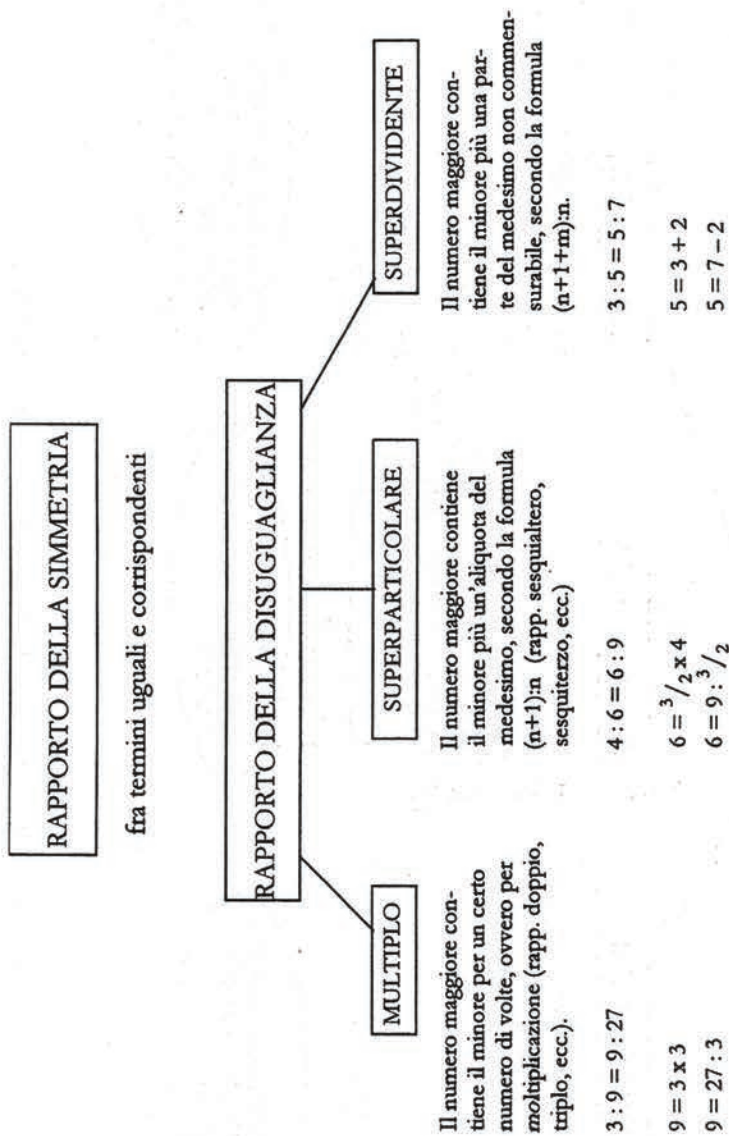 RAPPORTO DELLA SIMMETRIA
fra termini uguali e corrispondenti
RAPPORTO DELLA DISUGUAGLIANZA
MULTIPLO
Il numero maggiore con-
tiene il minore per un certo
numero di volte, ovvero per
moltiplicazione (rapp. doppio,
triplo, ecc.).
3 : 9 = 9 : 27
9 = 3 x 3
9 = 27 : 3
SUPERPARTICOLARE
Il numero maggiore contiene
il minore più un'aliquota del
medesimo, secondo la formula
(n+1):n (rapp. sesquialtero,
sesquiterzo, ecc.)
4 : 6 = 6 : 9
6 = 3/2 x 4
6 = 9 : 3/2
SUPERDIVIDENTE
Il numero maggiore con-
tiene il minore più una par-
te del medesimo non commen-
surabile, secondo la formula
(n+1+m):n.
3 : 5 = 5 : 7
5 = 3 + 2
5 = 7 – 2